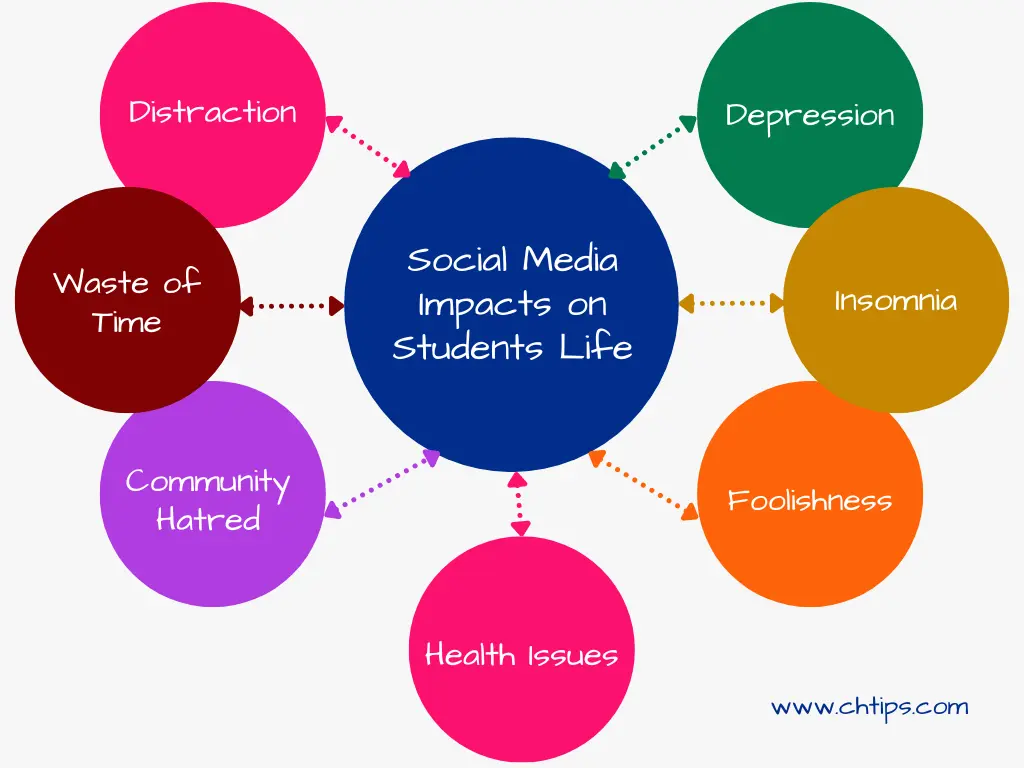 Distraction
Depression
Social Media
Impacts on
Students Life
Waste of
Time
Insomnia
Community
Hatred
Foolishness
Health Issues
www.chtips.com